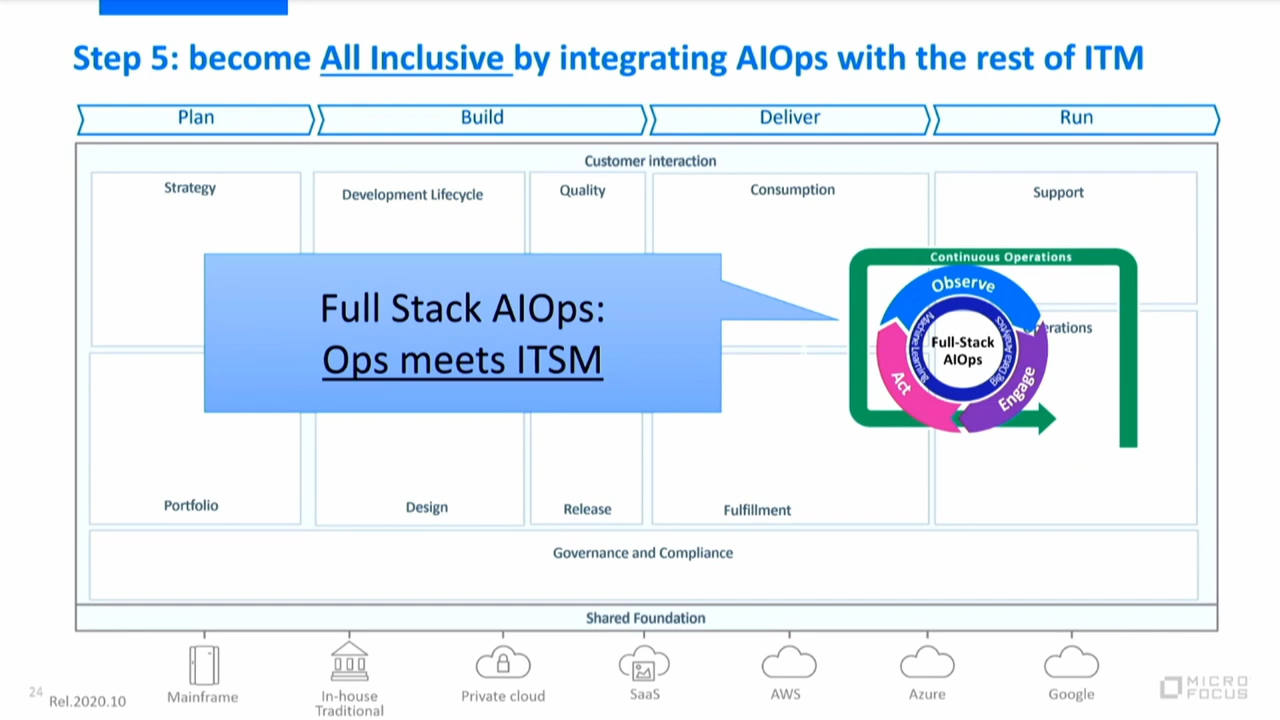 Step 5: become All Inclusive by integrating AIOps with the rest of ITM
Plan
Build
Deliver
Run
Customer interaction
Strategy
Development Lifecycle
Quality
Consumption
Support
Continuous Operations
Observe
Machine Learning
Big Data Analytics
Full-Stack
AIOps
Act
Engage
erations
Full Stack AIOps:
Ops meets ITSM
Portfolio
Design
Release
Fulfillment
Governance and Compliance
Shared Foundation
Mainframe
In-house
Traditional
Private cloud
SaaS
AWS
Azure
Google
24
Rel.2020.10
MICRO
FOCUS